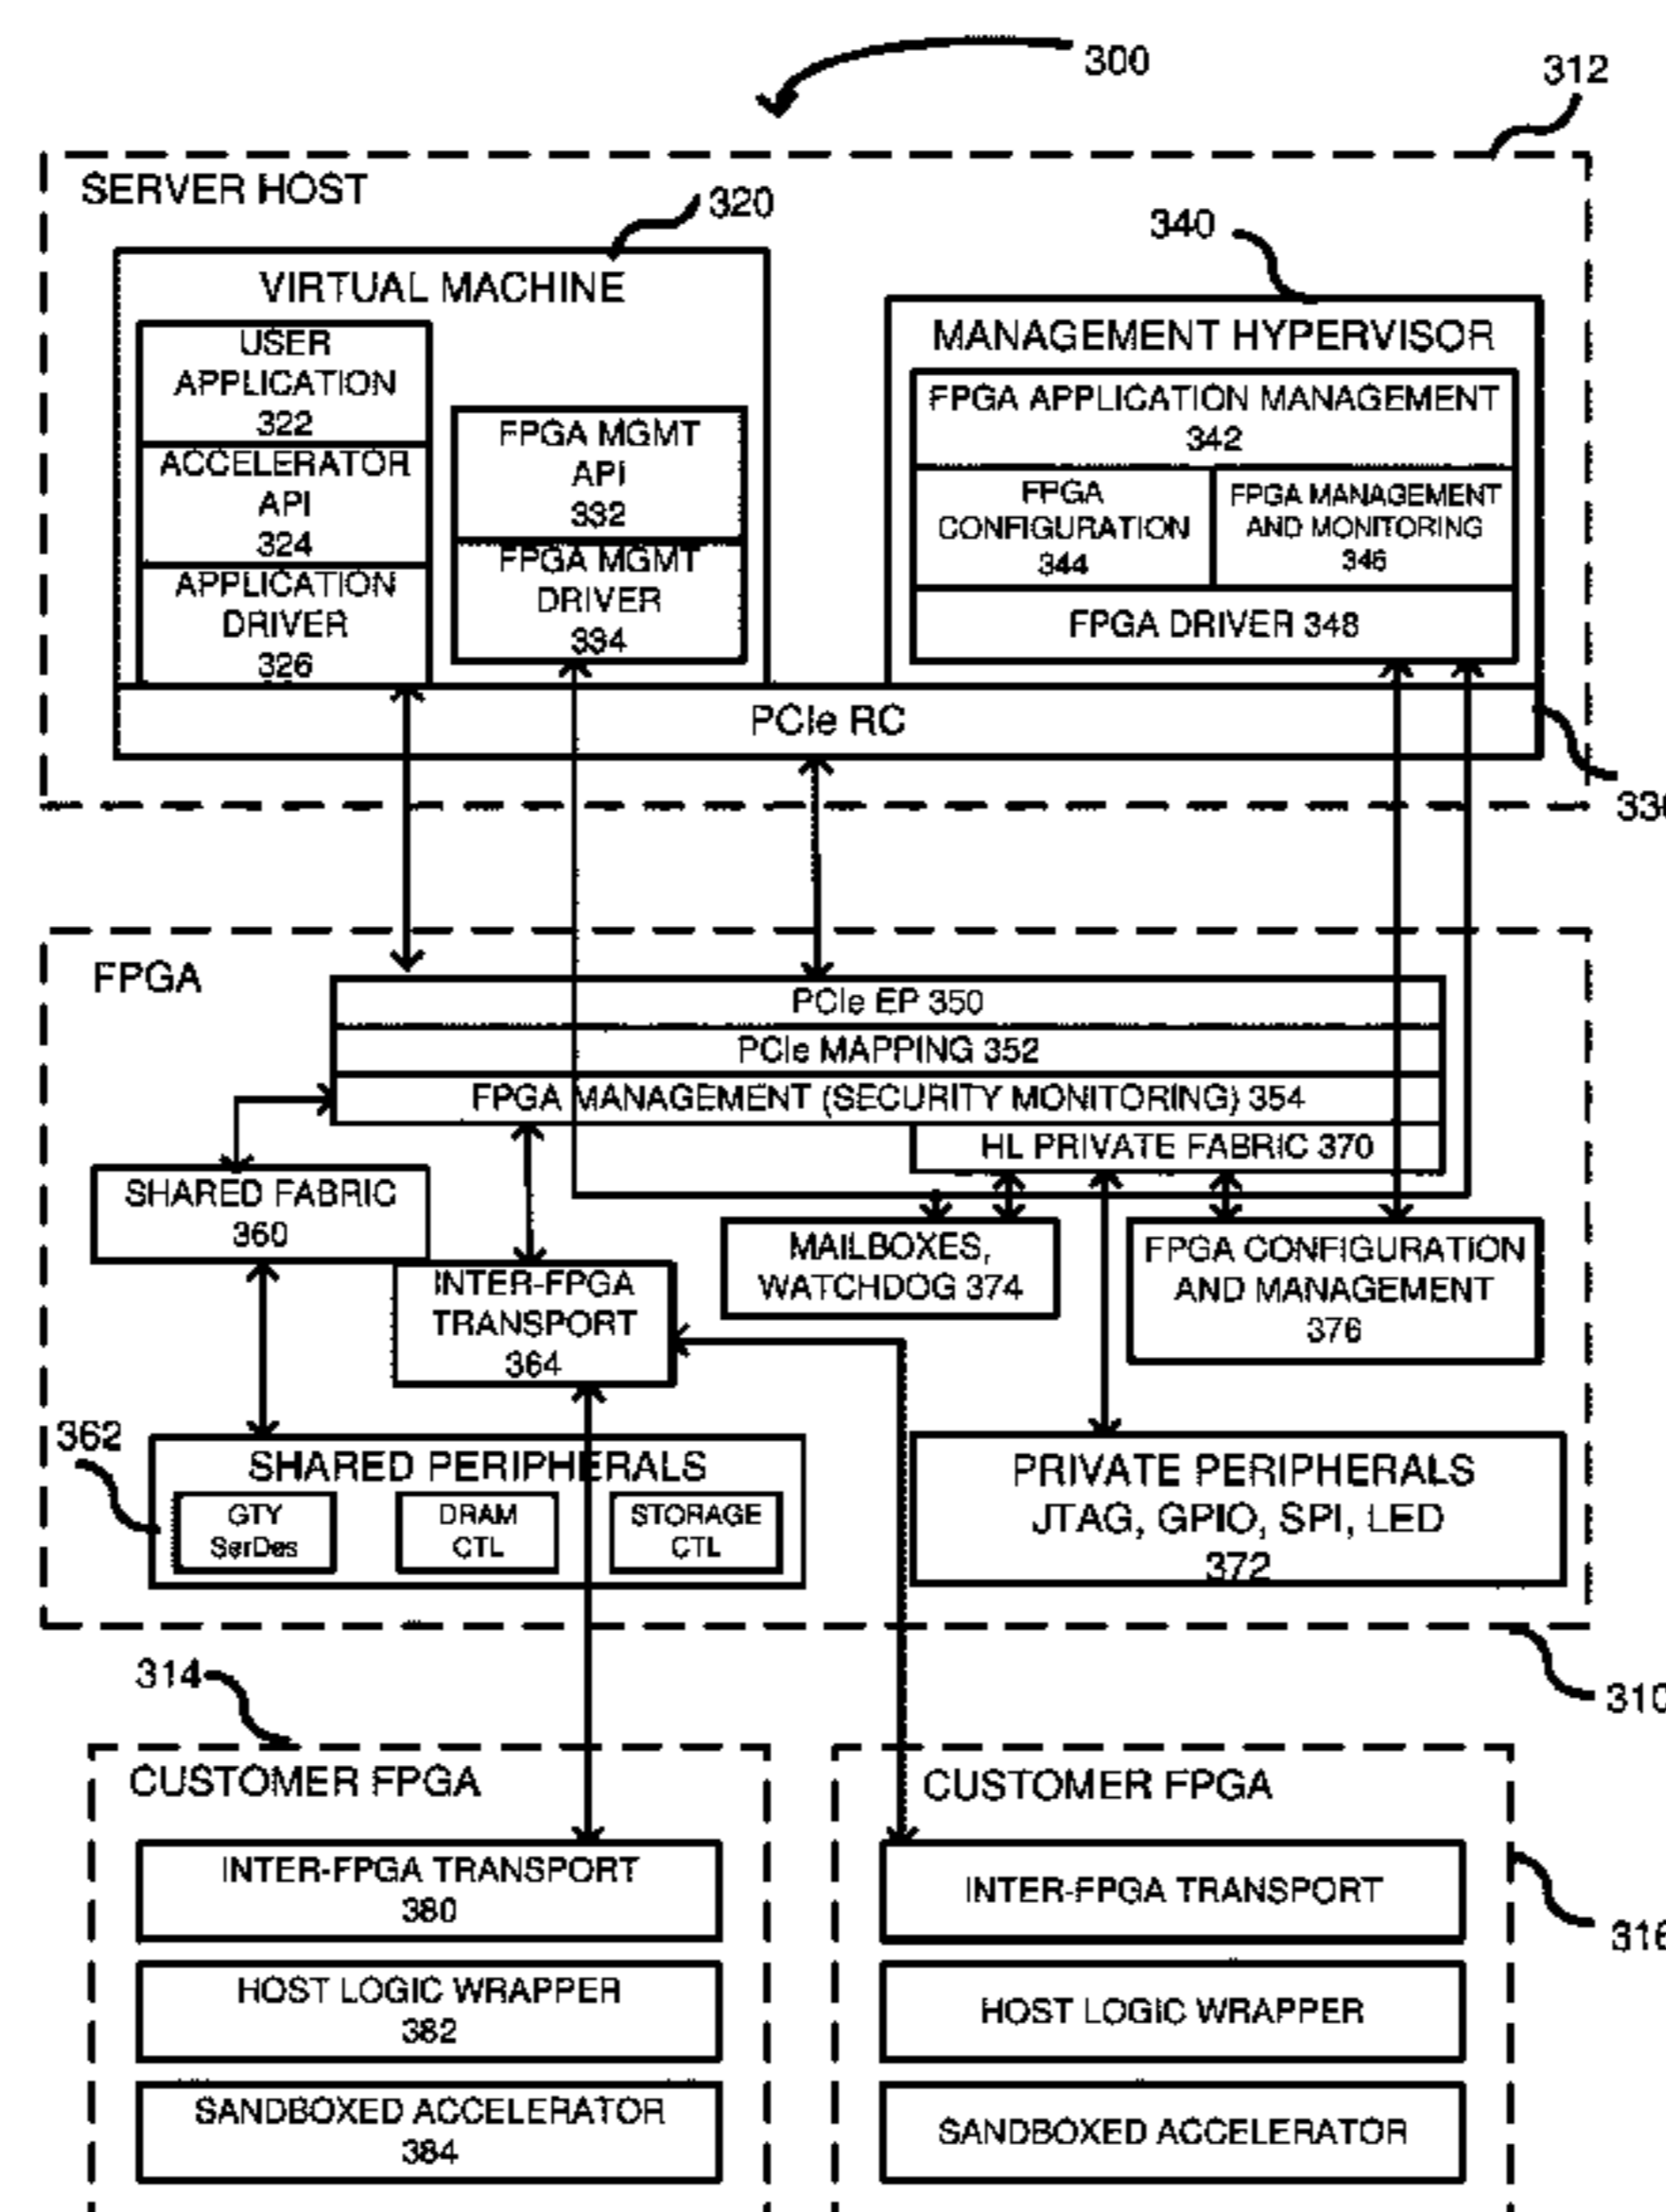 300
312
SERVER HOST
320
340
VIRTUAL MACHINE
USER
APPLICATION
322
ACCELERATOR
API
324
APPLICATION
DRIVER
326
FPGA MGMT
API
332
FPGA MGMT
DRIVER
334
MANAGEMENT HYPERVISOR
FPGA APPLICATION MANAGEMENT
342
FPGA
CONFIGURATION
344
FPGA MANAGEMENT
AND MONITORING
346
FPGA DRIVER 348
PCIe RC
FPGA
PCIe EP 350
PCIe MAPPING 352
FPGA MANAGEMENT (SECURITY MONITORING) 354
HL PRIVATE FABRIC 370
SHARED FABRIC
360
INTER-FPGA
TRANSPORT
364
MAILBOXES,
WATCHDOG 374
FPGA CONFIGURATION
AND MANAGEMENT
376
362
SHARED PERIPHERALS
GTY
SerDes
DRAM
CTL
STORAGE
CTL
PRIVATE PERIPHERALS
JTAG, GPIO, SPI, LED
372
314
310
CUSTOMER FPGA
INTER-FPGA TRANSPORT
380
HOST LOGIC WRAPPER
382
SANDBOXED ACCELERATOR
384
CUSTOMER FPGA
INTER-FPGA TRANSPORT
HOST LOGIC WRAPPER
SANDBOXED ACCELERATOR